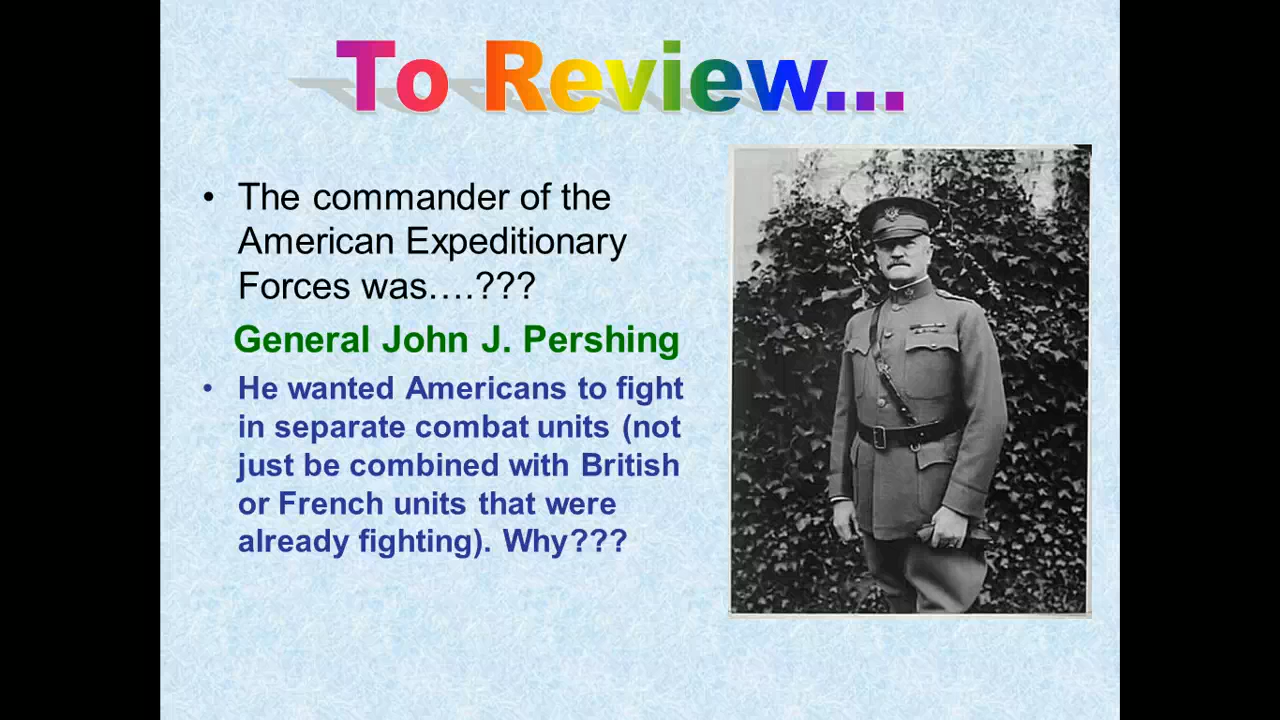 To Review...
• The commander of the
American Expeditionary
Forces was….???
General John J. Pershing
• He wanted Americans to fight
in separate combat units (not
just be combined with British
or French units that were
already fighting). Why???